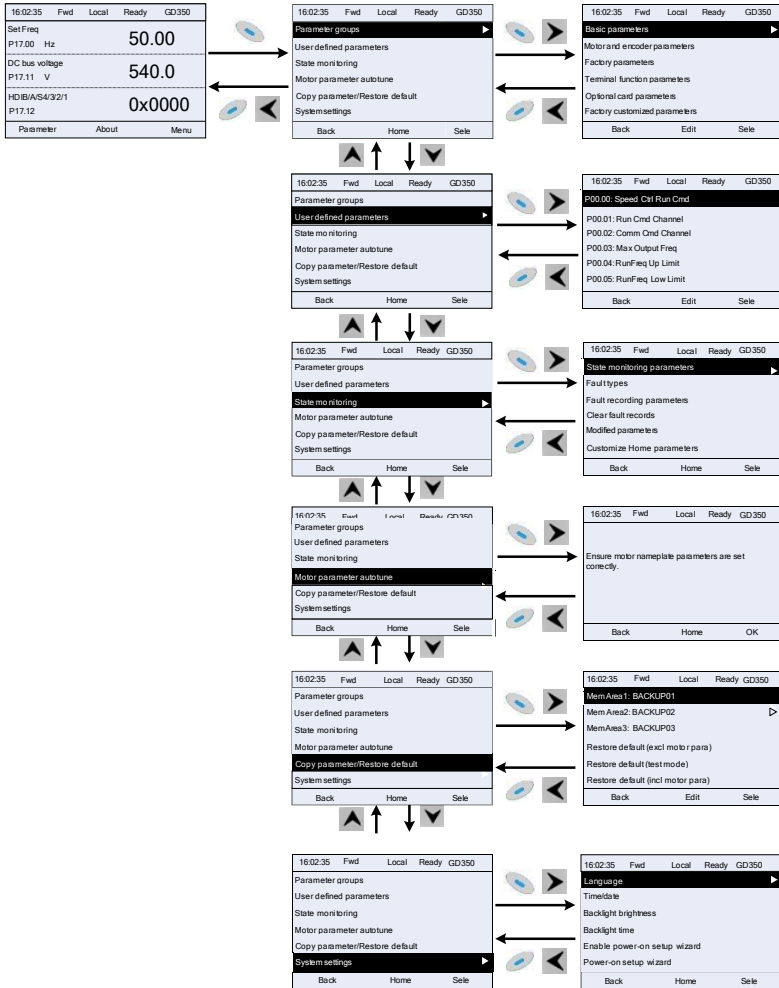 16:02:35 Fwd Local Ready GD350
Set Freq
P17.00 Hz
50.00
DC bus voltage
P17.11 V
540.0
HDIB/A/S4/3/2/1
P17.12
0x0000
Parameter About Menu
16:02:35 Fwd Local Ready GD350
Parameter groups
User defined parameters
State monitoring
Motor parameter autotune
Copy parameter/Restore default
System settings
Back Home Sele
16:02:35 Fwd Local Ready GD350
Basic parameters
Motor and encoder parameters
Factory parameters
Terminal function parameters
Optional card parameters
Factory customized parameters
Back Edit Sele
16:02:35 Fwd Local Ready GD350
Parameter groups
User defined parameters
State monitoring
Motor parameter autotune
Copy parameter/Restore default
System settings
Back Home Sele
16:02:35 Fwd Local Ready GD350
P00.00: Speed Ctrl Run Cmd
P00.01: Run Cmd Channel
P00.02: Comm Cmd Channel
P00.03: Max Output Freq
P00.04: RunFreq Up Limit
P00.05: RunFreq Low Limit
Back Edit Sele
16:02:35 Fwd Local Ready GD350
Parameter groups
User defined parameters
State monitoring
Motor parameter autotune
Copy parameter/Restore default
System settings
Back Home Sele
16:02:35 Fwd Local Ready GD350
State monitoring parameters
Fault types
Fault recording parameters
Clear fault records
Modified parameters
Customize Home parameters
Back Home Sele
16:02:35 Fwd Local Ready GD350
Parameter groups
User defined parameters
State monitoring
Motor parameter autotune
Copy parameter/Restore default
System settings
Back Home Sele
16:02:35 Fwd Local Ready GD350
Ensure motor nameplate parameters are set
correctly.
Back Home OK
16:02:35 Fwd Local Ready GD350
Parameter groups
User defined parameters
State monitoring
Motor parameter autotune
Copy parameter/Restore default
System settings
Back Home Sele
16:02:35 Fwd Local Ready GD350
Mem Area1: BACKUP01
Mem Area2: BACKUP02
MemArea3: BACKUP03
Restore default (excl motor para)
Restore default (test mode)
Restore default (incl motor para)
Back Edit Sele
16:02:35 Fwd Local Ready GD350
Parameter groups
User defined parameters
State monitoring
Motor parameter autotune
Copy parameter/Restore default
System settings
Back Home Sele
16:02:35 Fwd Local Ready GD350
Language
Time/date
Backlight brightness
Backlight time
Enable power-on setup wizard
Power-on setup wizard
Back Home Sele